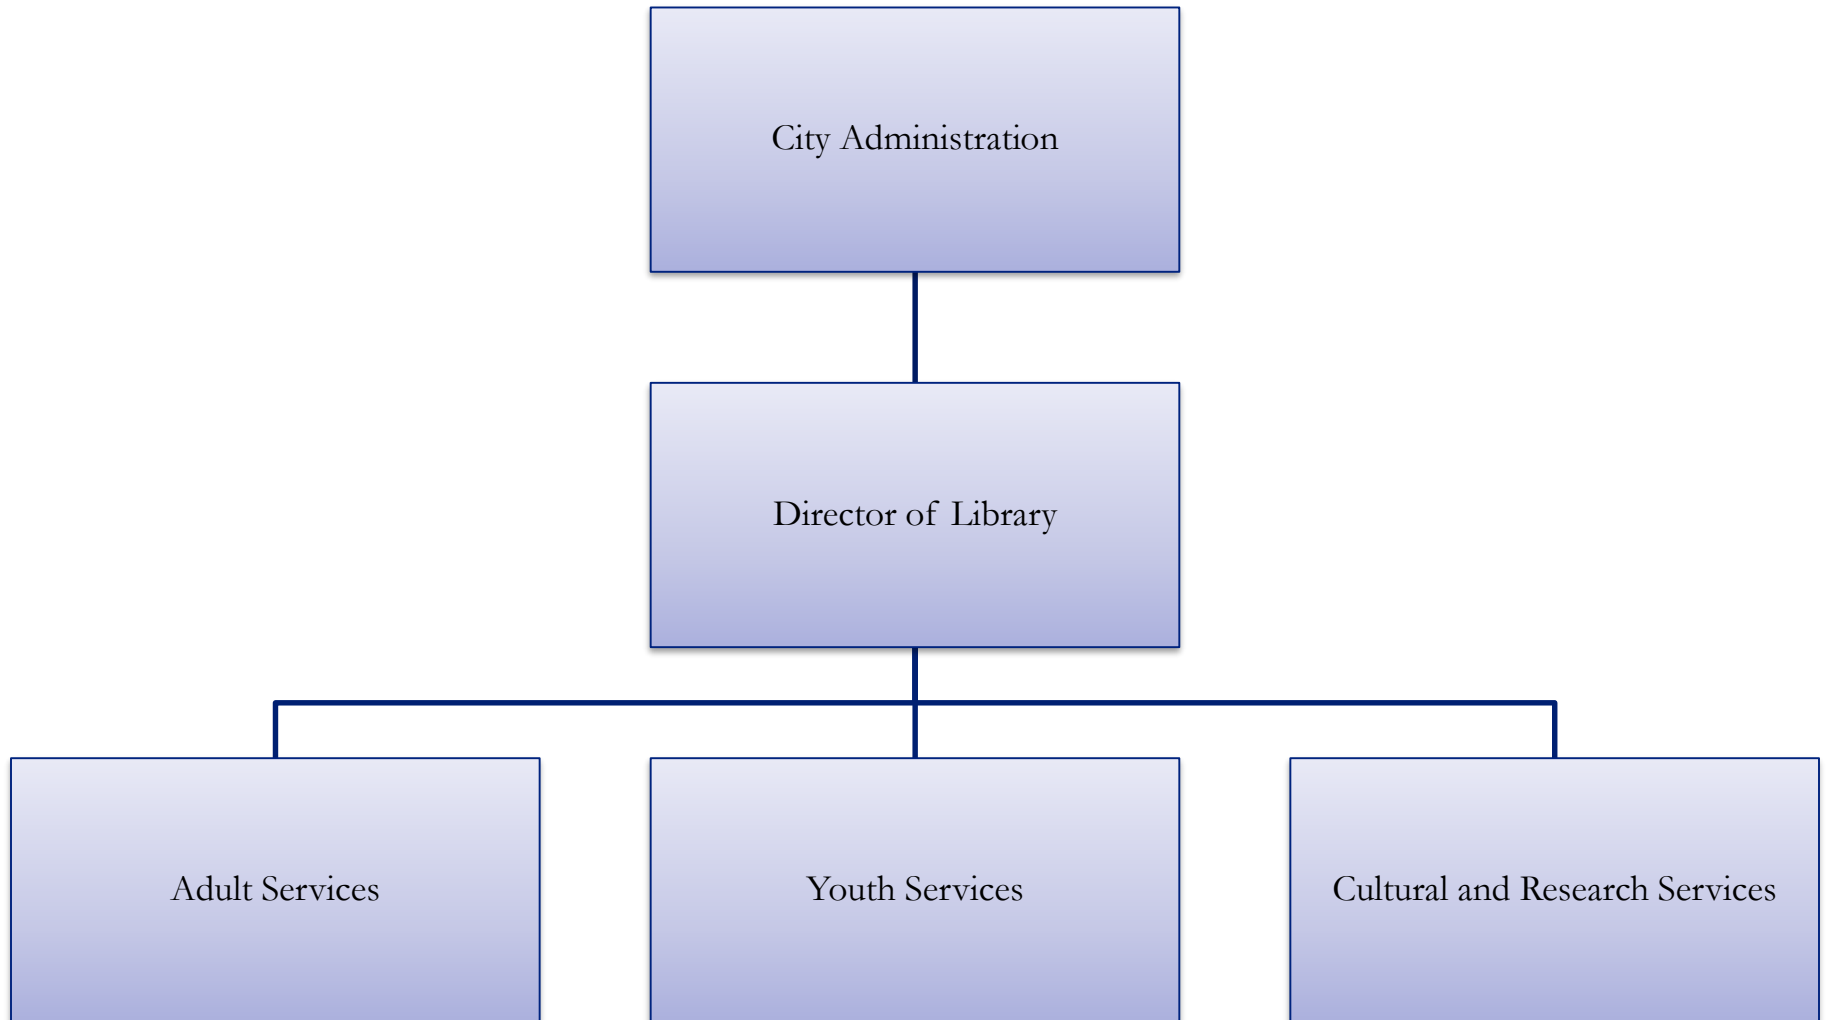 City Administration
Director of Library
Adult Services
Youth Services
Cultural and Research Services